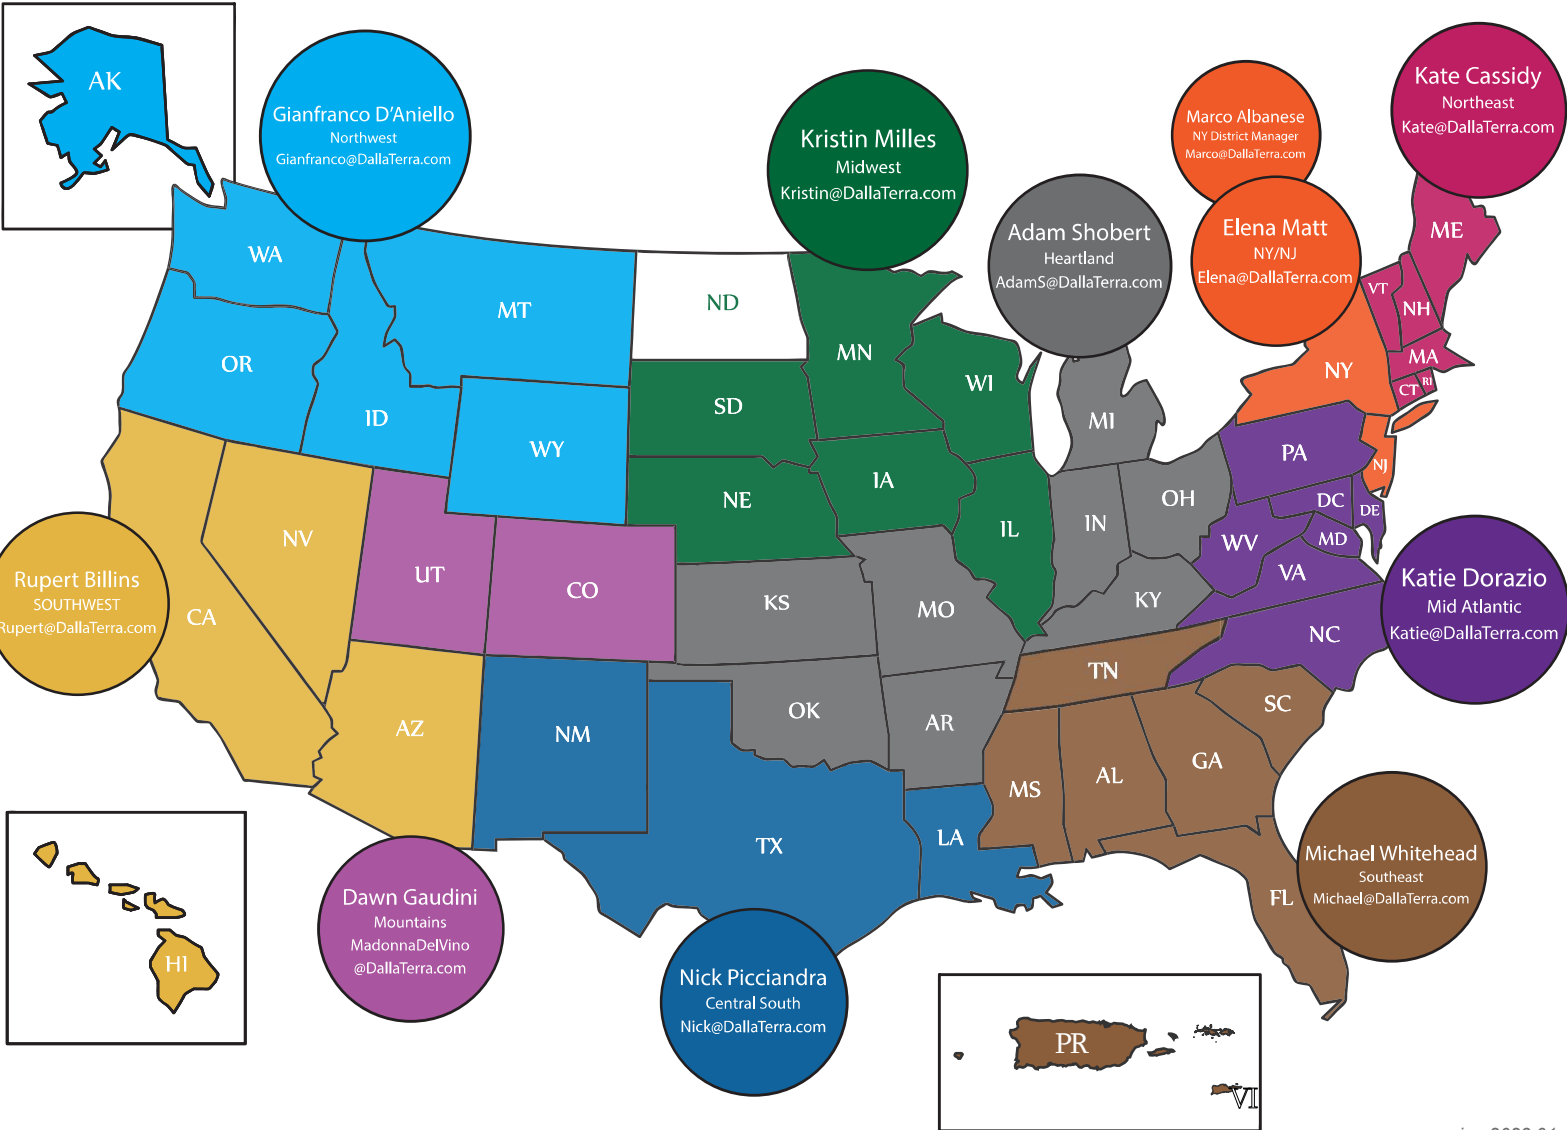 AK
Gianfranco D'Aniello
Northwest
Gianfranco@DallaTerra.com
Kristin Milles
Midwest
Kristin@DallaTerra.com
Adam Shobert
Heartland
AdamS@DallaTerra.com
Marco Albanese
NY District Manager
Marco@DallaTerra.com
Elena Matt
NY/NJ
Elena@DallaTerra.com
Kate Cassidy
Northeast
Kate@DallaTerra.com
WA
OR
ID
MT
WY
ND
SD
NE
MN
IA
WI
IL
MI
IN
OH
KY
NY
NJ
PA
ME
VT
NH
MA
CT
RI
DC
DE
MD
WV
VA
NC
Katie Dorazio
Mid Atlantic
Katie@DallaTerra.com
Rupert Billins
SOUTHWEST
Rupert@DallaTerra.com
CA
NV
UT
CO
AZ
NM
KS
MO
OK
AR
TX
LA
TN
MS
AL
GA
SC
FL
Michael Whitehead
Southeast
Michael@DallaTerra.com
HI
Dawn Gaudini
Mountains
MadonnaDelVino
@DallaTerra.com
Nick Picciandra
Central South
Nick@DallaTerra.com
PR
VI